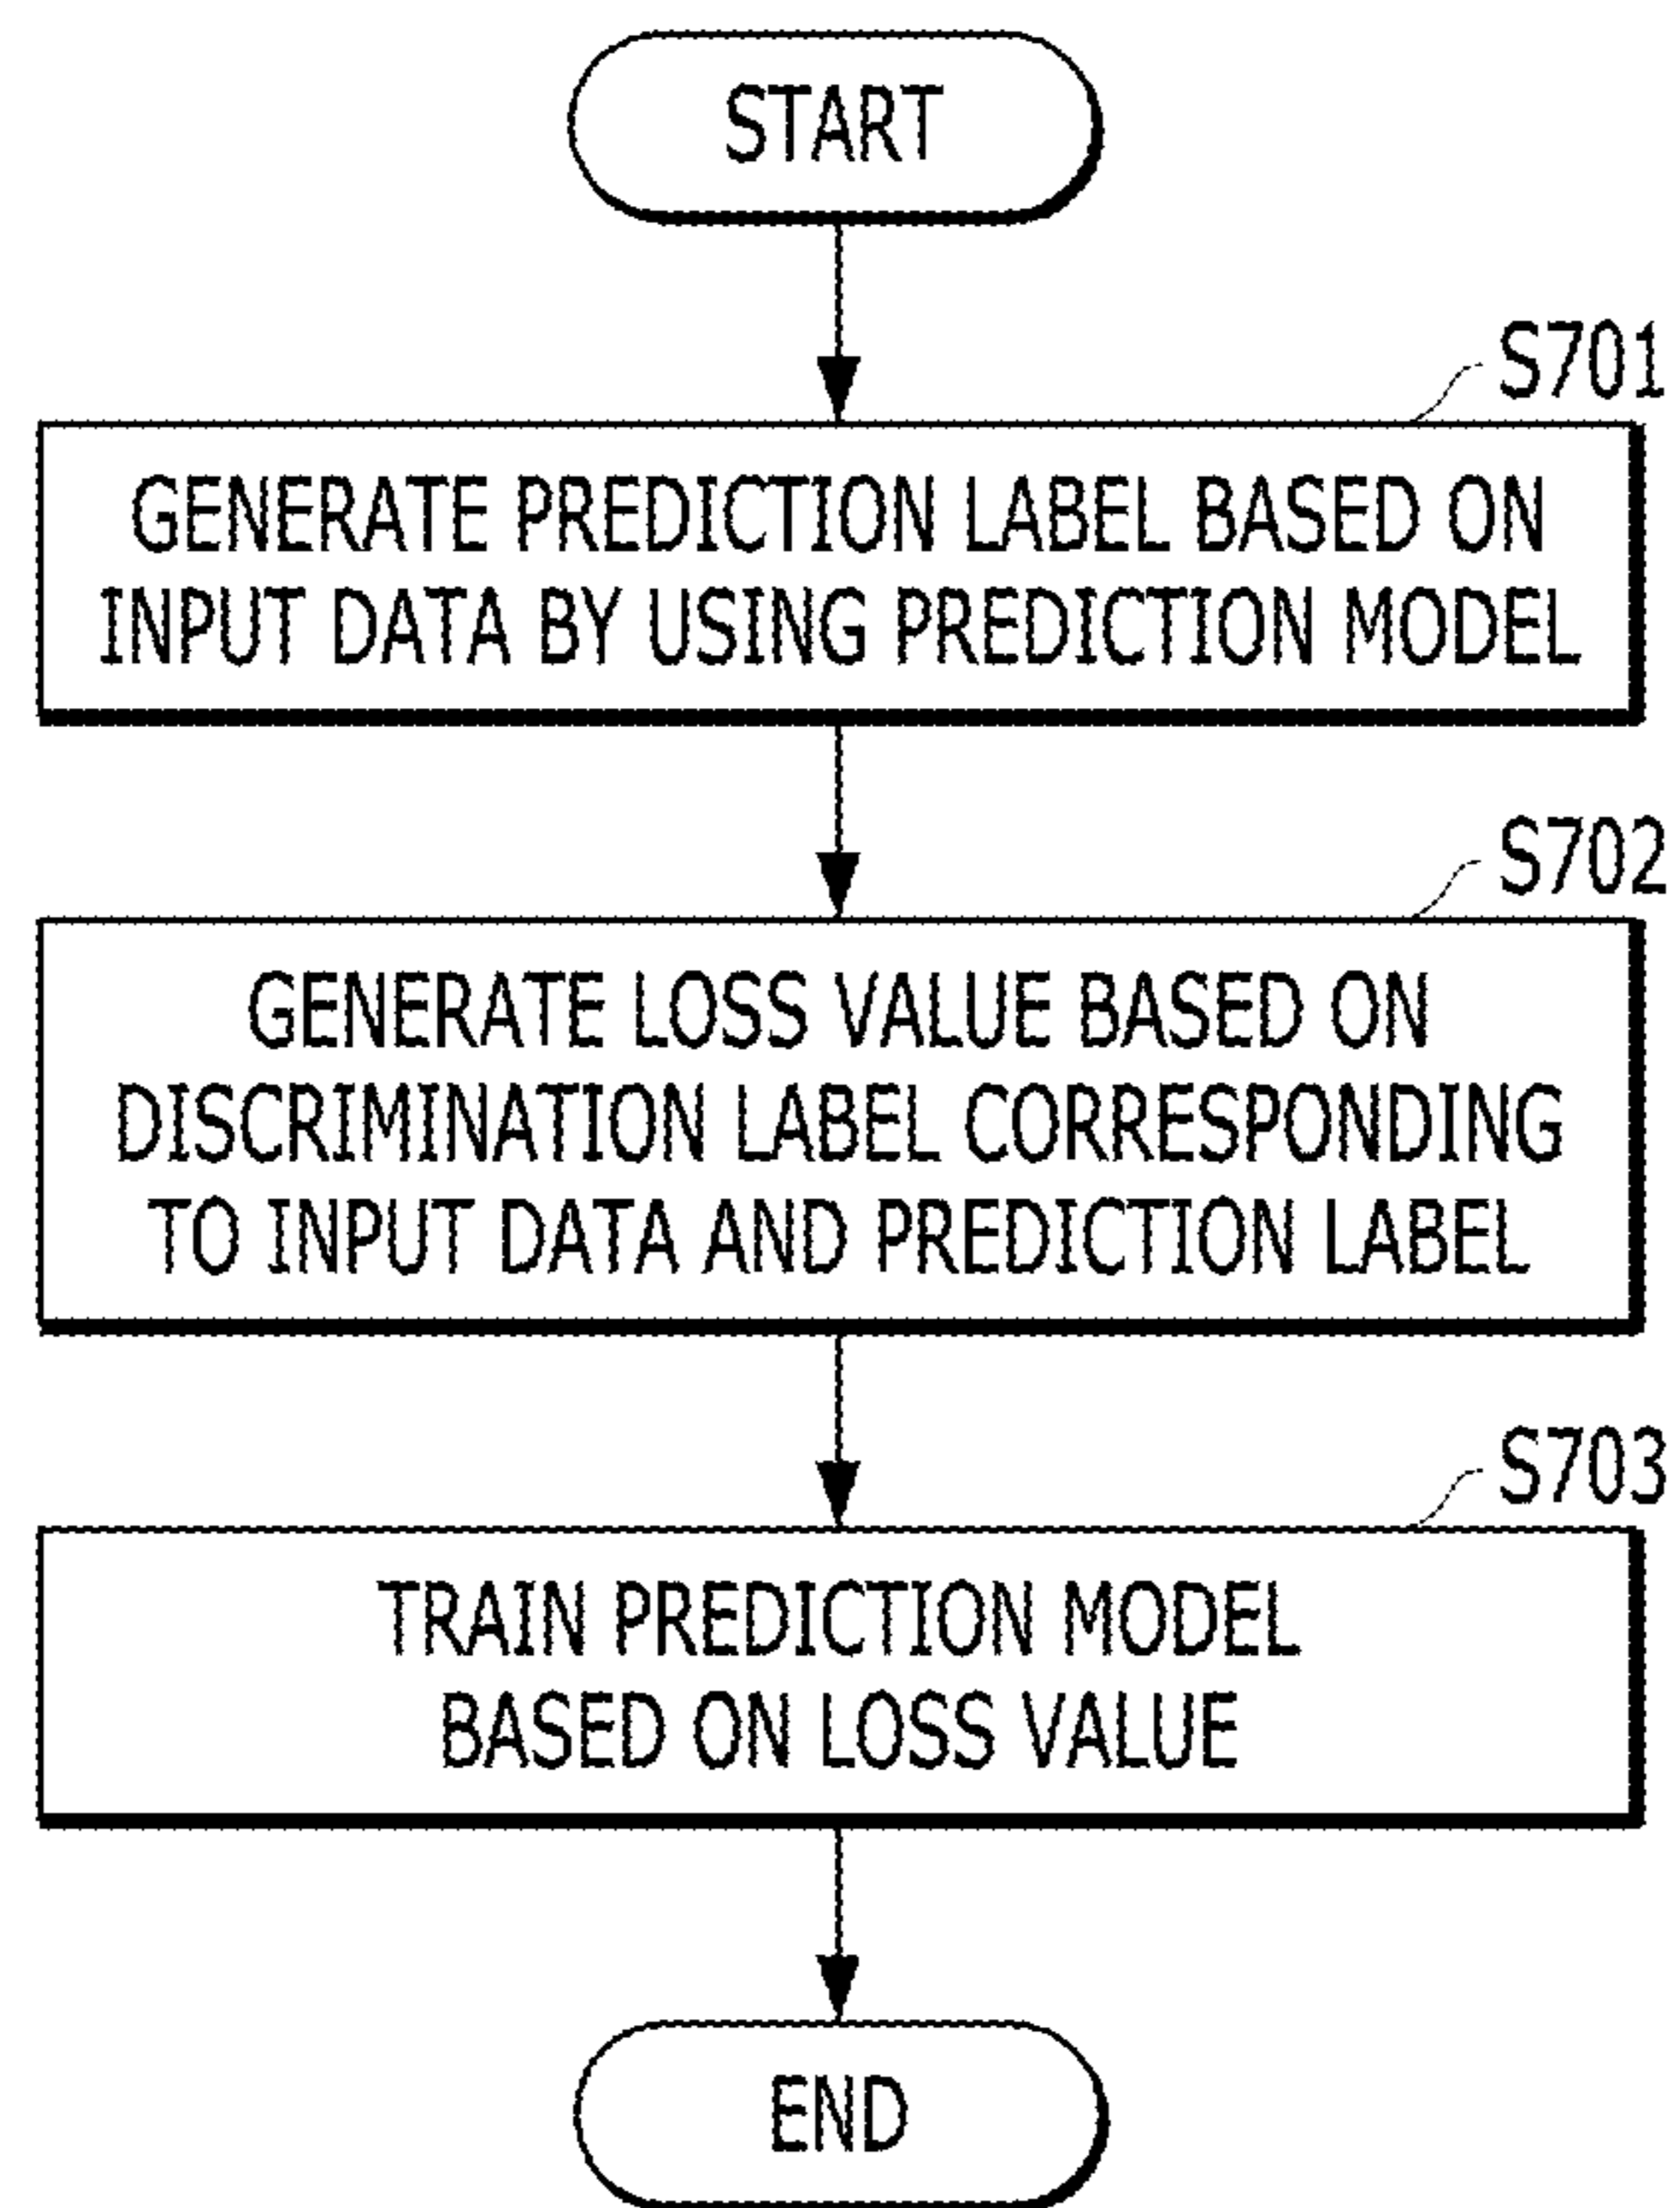 START
S701
GENERATE PREDICTION LABEL BASED ON
INPUT DATA BY USING PREDICTION MODEL
S702
GENERATE LOSS VALUE BASED ON
DISCRIMINATION LABEL CORRESPONDING
TO INPUT DATA AND PREDICTION LABEL
S703
TRAIN PREDICTION MODEL
BASED ON LOSS VALUE
END